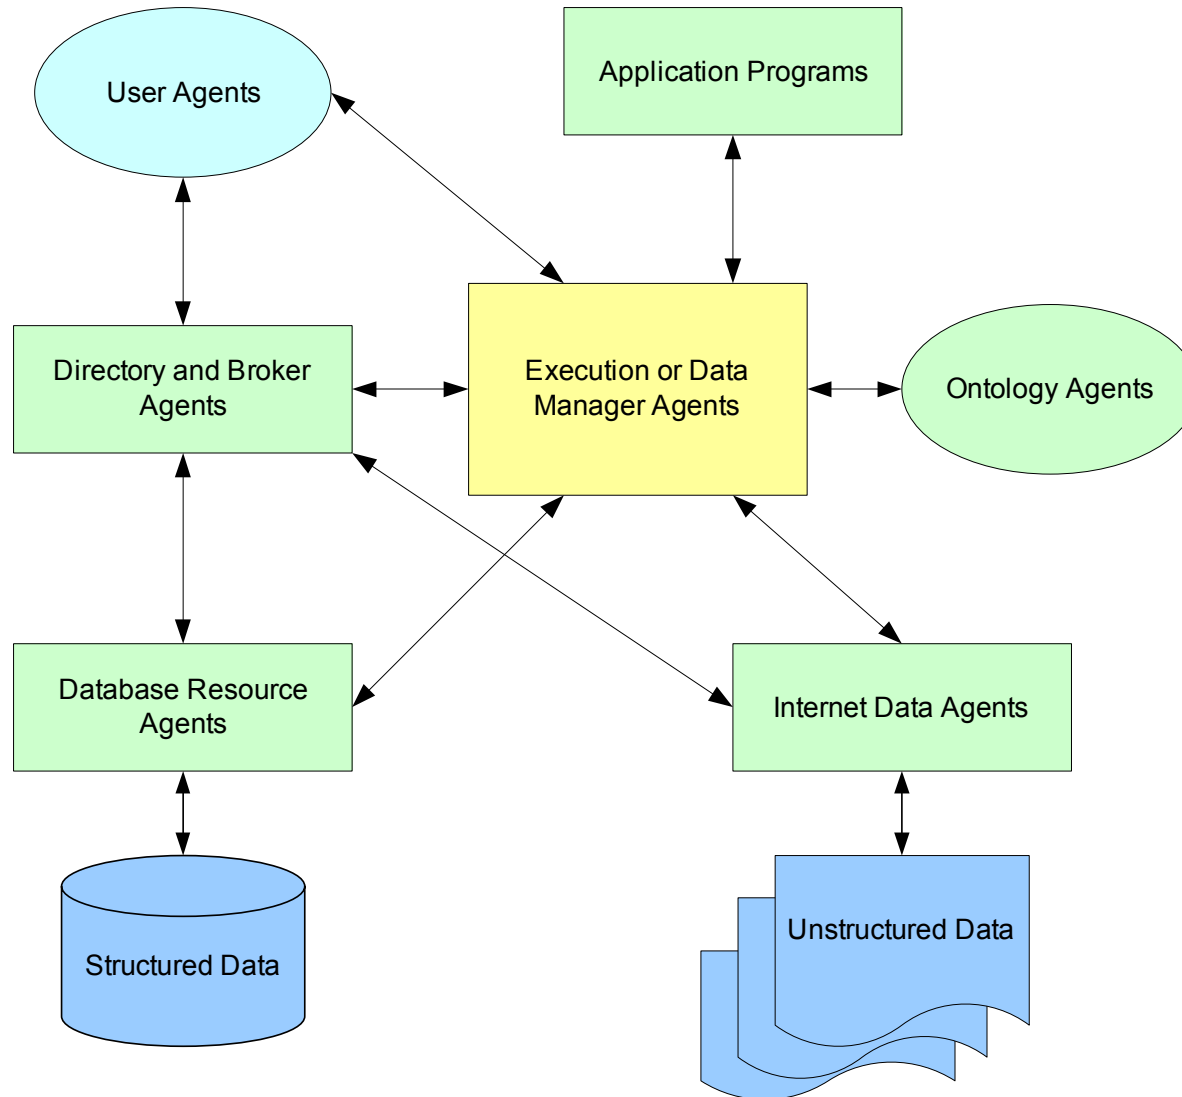 User Agents
Application Programs
Directory and Broker
Agents
Execution or Data
Manager Agents
Ontology Agents
Database Resource
Agents
Internet Data Agents
Structured Data
Unstructured Data